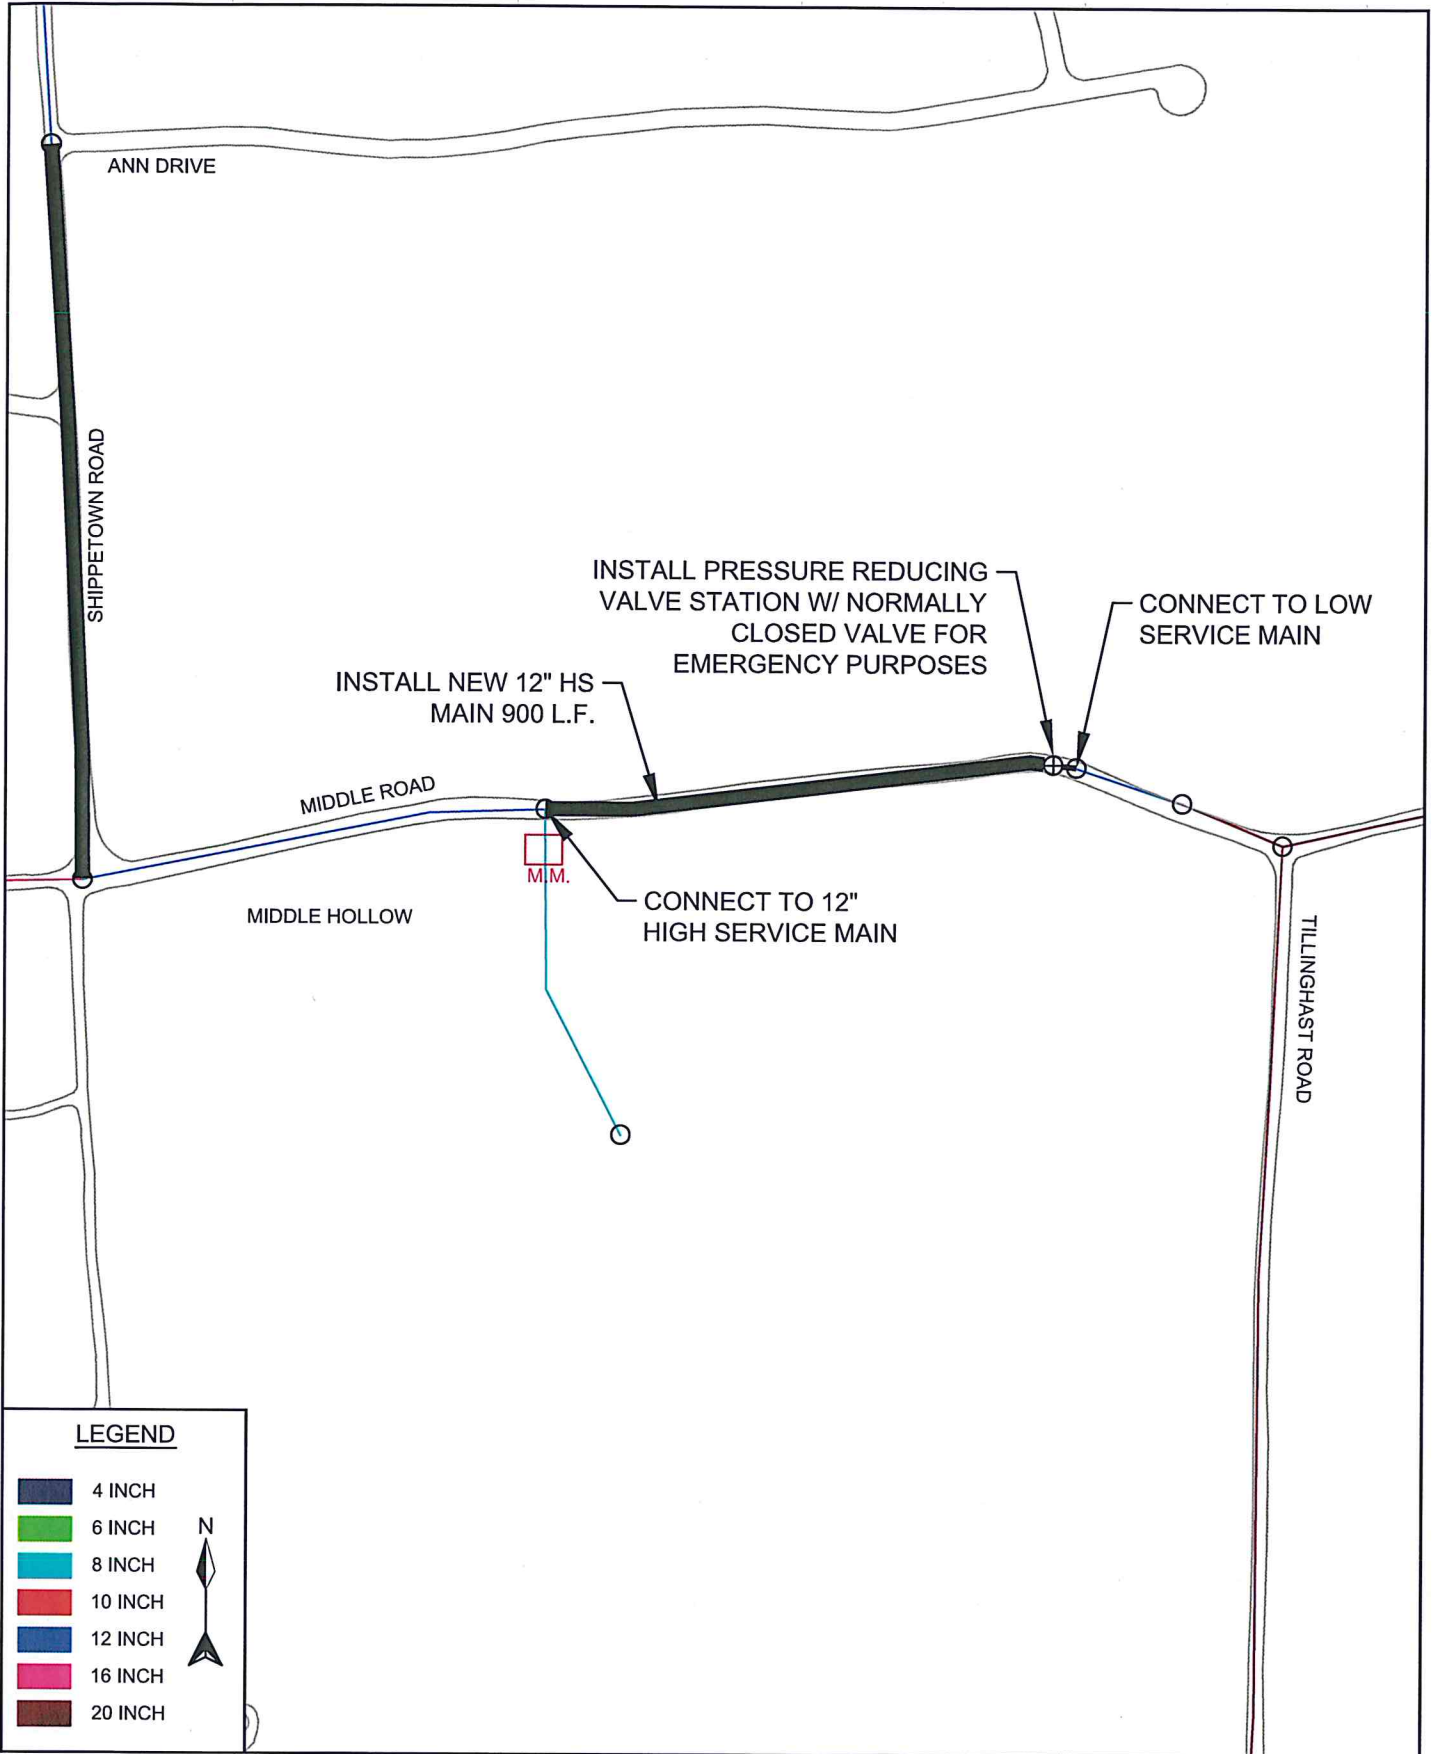 ANN DRIVE
SHIPPETOWN ROAD
INSTALL PRESSURE REDUCING
VALVE STATION W/ NORMALLY
CLOSED VALVE FOR
EMERGENCY PURPOSES
CONNECT TO LOW
SERVICE MAIN
INSTALL NEW 12" HS
MAIN 900 L.F.
MIDDLE ROAD
M.M.
CONNECT TO 12"
HIGH SERVICE MAIN
MIDDLE HOLLOW
TILLINGHAST ROAD
LEGEND
4 INCH
6 INCH
8 INCH
10 INCH
12 INCH
16 INCH
20 INCH
N